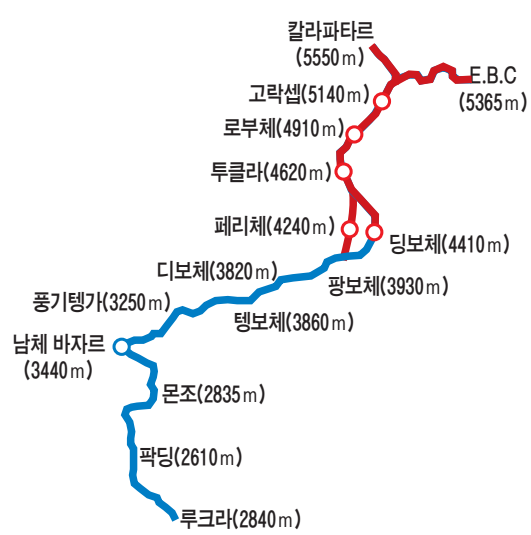 칼라파타르
(5550m)
E.B.C
(5365m)
고락셉(5140m)
로부체(4910m)
투클라(4620m)
페리체(4240m)
딩보체(4410m)
디보체(3820m)
팡보체(3930m)
풍기텡가(3250m)
텡보체(3860m)
남체 바자르
(3440m)
몬조(2835m)
팍딩(2610m)
루크라(2840m)